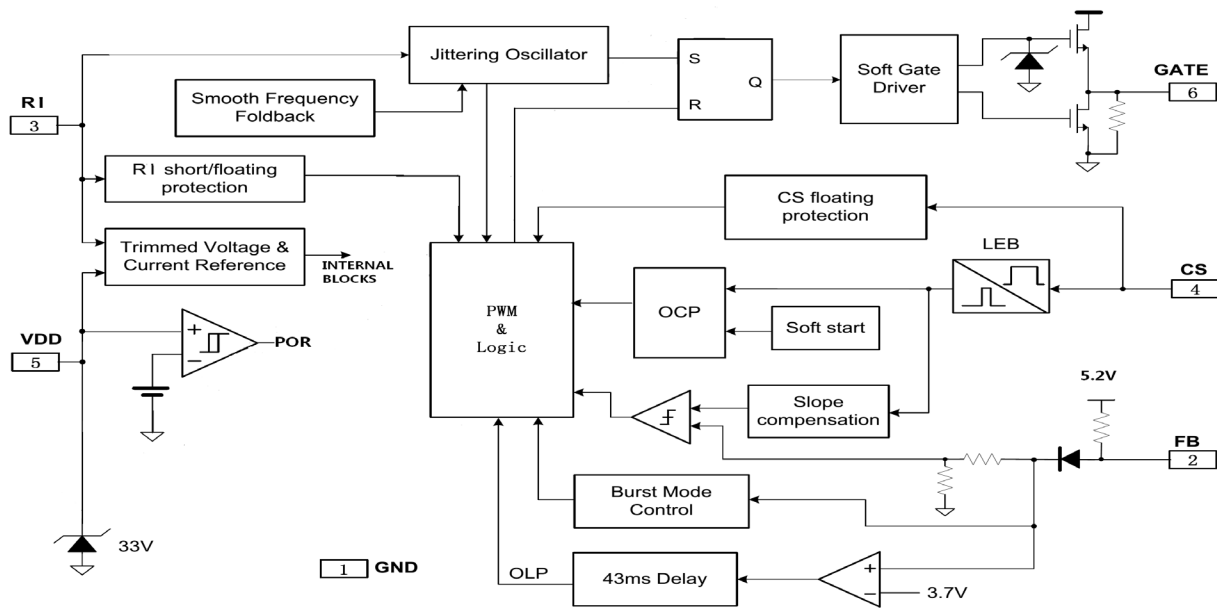 Jittering Oscillator
S
R
Q
Soft Gate
Driver
GATE
6
Smooth Frequency
Foldback
RI
3
RI short/floating
protection
CS floating
protection
Trimmed Voltage &
Current Reference
INTERNAL
BLOCKS
LEB
CS
4
PWM
&
Logic
OCP
Soft start
VDD
5
+
−
POR
Slope
compensation
5.2V
FB
2
Burst Mode
Control
33V
1
GND
OLP
43ms Delay
+
−
3.7V